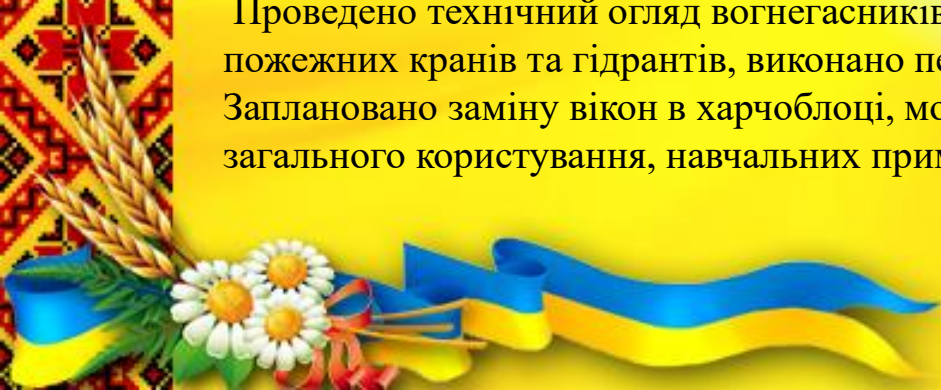 Проведено технічний огляд вогнегасників
пожежних кранів та гідрантів, виконано
Заплановано заміну вікон в харчоблоці,
загального користування, навчальних